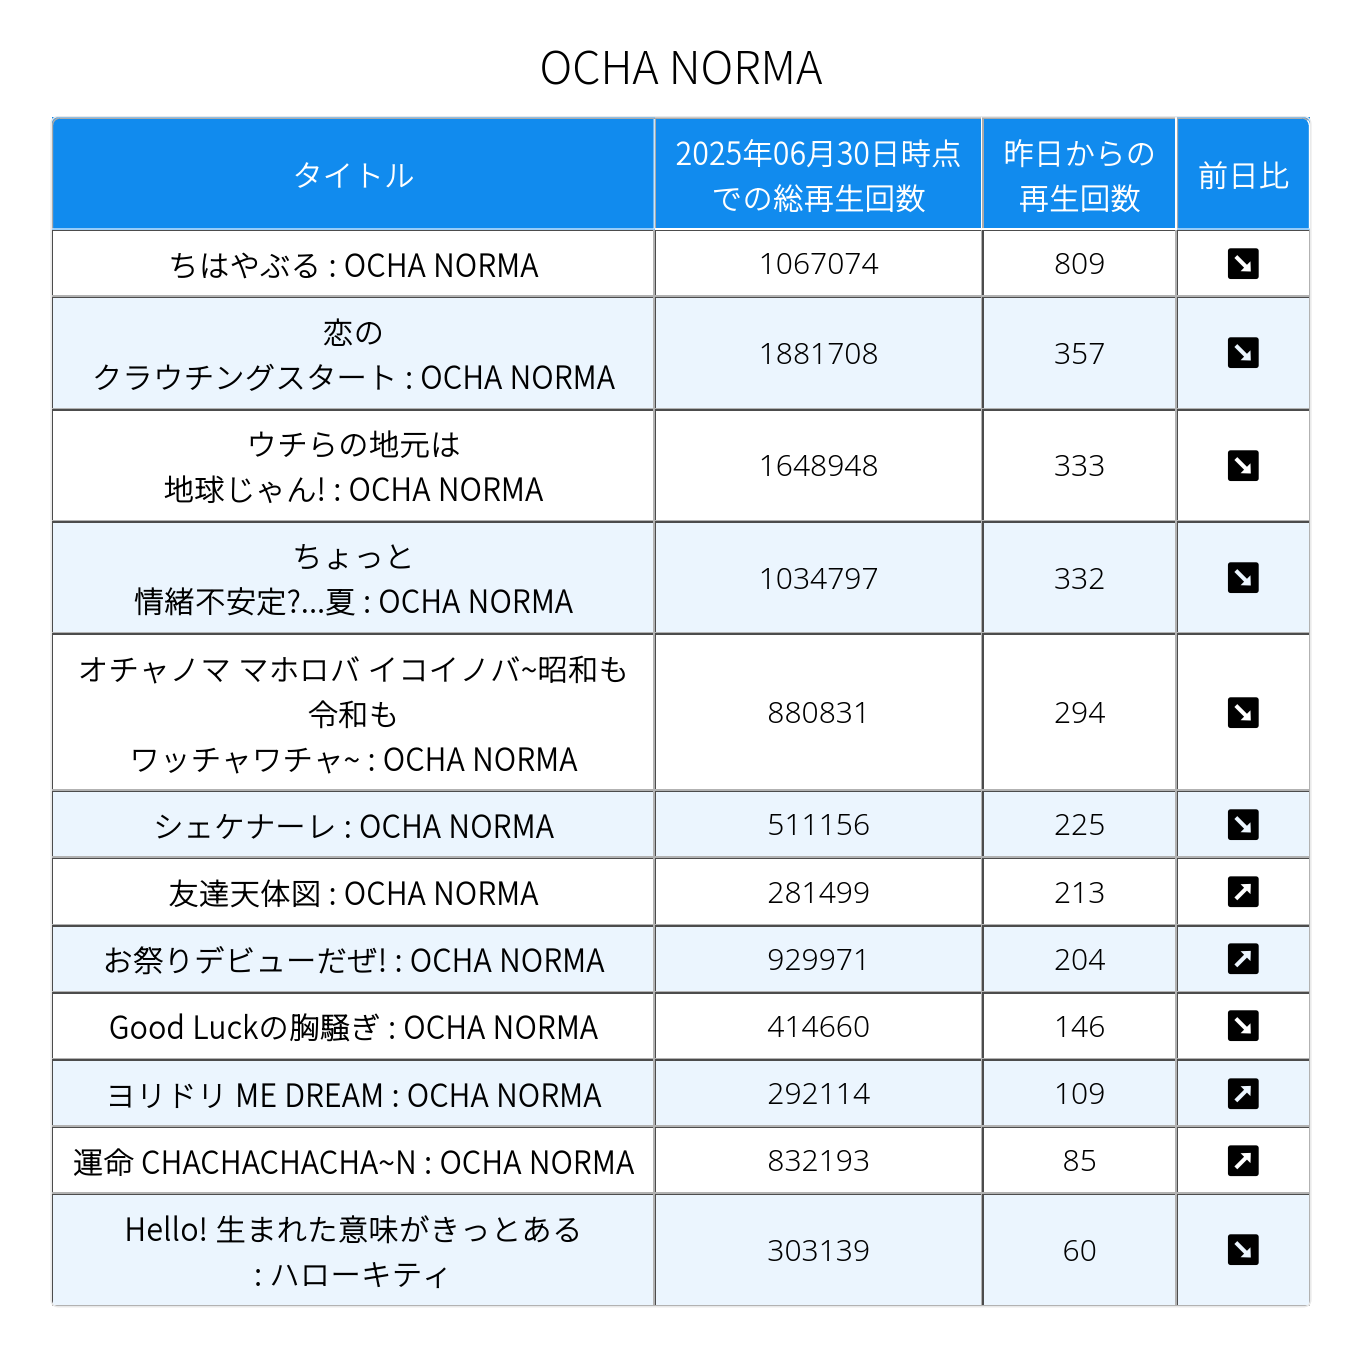 OCHA NORMA
タイトル
2025年06月30日時点
での総再生回数
昨日からの
再生回数
前日比
ちはやぶる : OCHA NORMA
1067074
809
恋の
クラウチングスタート : OCHA NORMA
1881708
357
ウチらの地元は
地球じゃん! : OCHA NORMA
1648948
333
ちょっと
情緒不安定?...夏 : OCHA NORMA
1034797
332
オチャノマ マホロバ イコイノバ~昭和も
令和も
ワッチャワチャ~ : OCHA NORMA
880831
294
シェケナーレ : OCHA NORMA
511156
225
友達天体図 : OCHA NORMA
281499
213
お祭りデビューだぜ! : OCHA NORMA
929971
204
Good Luckの胸騒ぎ : OCHA NORMA
414660
146
ヨリドリ ME DREAM : OCHA NORMA
292114
109
運命 CHACHACHACHA~N : OCHA NORMA
832193
85
Hello! 生まれた意味がきっとある
: ハローキティ
303139
60